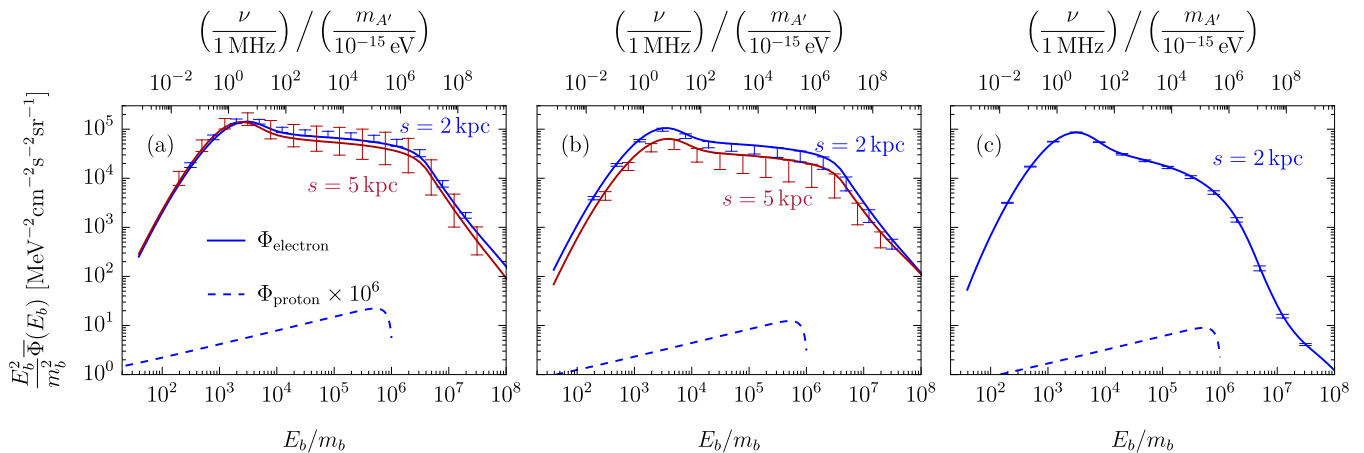 (ν/1 MHz) / (m_{A′}/10^{−15} eV) (ν/1 MHz) / (m_{A′}/10^{−15} eV) (ν/1 MHz) / (m_{A′}/10^{−15} eV)
10^{−2} 10^0 10^2 10^4 10^6 10^8 10^{−2} 10^0 10^2 10^4 10^6 10^8 10^{−2} 10^0 10^2 10^4 10^6 10^8
E_b^2/m_b^2 Φ̅(E_b) [MeV^{−2}cm^{−2}s^{−2}sr^{−1}]
10^5
10^4
10^3
10^2
10^1
10^0
(a)
s = 2 kpc
s = 5 kpc
Φ_electron
Φ_proton × 10^6
(b)
s = 2 kpc
s = 5 kpc
(c)
s = 2 kpc
10^2 10^3 10^4 10^5 10^6 10^7 10^8 10^2 10^3 10^4 10^5 10^6 10^7 10^8 10^2 10^3 10^4 10^5 10^6 10^7 10^8
E_b/m_b E_b/m_b E_b/m_b